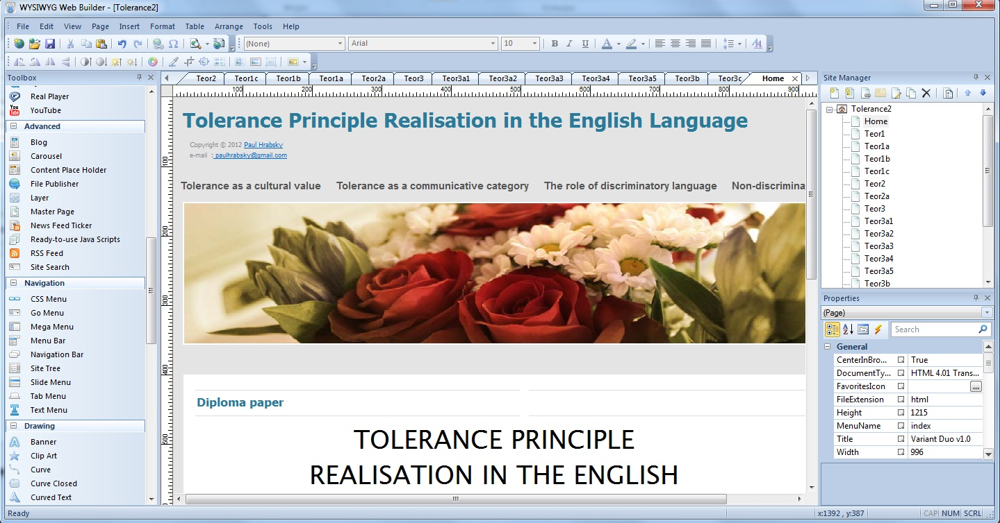 WYSIWYG Web Builder - [Tolerance2]
File Edit View Page Insert Format Table Arrange Tools Help
(None) Arial 10 B I U
Toolbox
Real Player
YouTube
Advanced
Blog
Carousel
Content Place Holder
File Publisher
Layer
Master Page
News Feed Ticker
Ready-to-use Java Scripts
RSS Feed
Site Search
Navigation
CSS Menu
Go Menu
Mega Menu
Menu Bar
Navigation Bar
Site Tree
Slide Menu
Tab Menu
Text Menu
Drawing
Banner
Clip Art
Curve
Curve Closed
Curved Text
Teor2 Teor1c Teor1b Teor1a Teor2a Teor3 Teor3a1 Teor3a2 Teor3a3 Teor3a4 Teor3a5 Teor3b Teor3c Home
100 200 300 400 500 600 700 800 900
100
200
300
400
500
Tolerance Principle Realisation in the English Language
Copyright © 2012 Paul Hrabsky
e-mail : paulhrabsky@gmail.com
Tolerance as a cultural value Tolerance as a communicative category The role of discriminatory language Non-discrimina
Diploma paper
TOLERANCE PRINCIPLE
REALISATION IN THE ENGLISH
Site Manager
Tolerance2
Home
Teor1
Teor1a
Teor1b
Teor1c
Teor2
Teor2a
Teor3
Teor3a1
Teor3a2
Teor3a3
Teor3a4
Teor3a5
Teor3b
Properties
(Page)
Search
General
CenterInBro... True
DocumentTy... HTML 4.01 Trans...
FavoritesIcon ...
FileExtension html
Height 1215
MenuName index
Title Variant Duo v1.0
Width 996
Ready x:1392 , y:387 CAP NUM SCRL